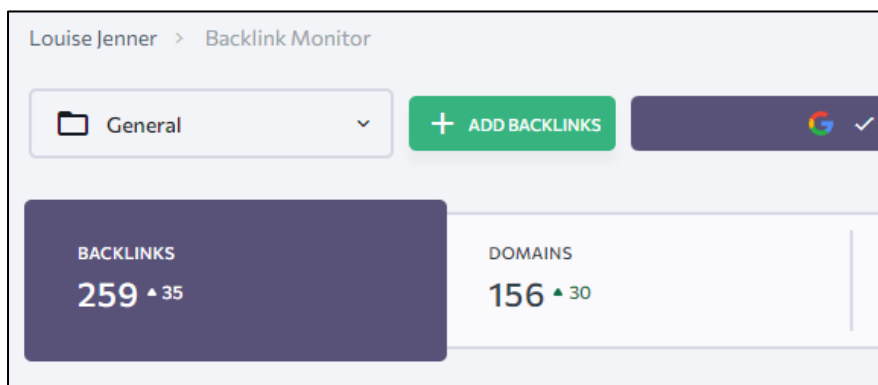 Louise Jenner > Backlink Monitor
General
+ ADD BACKLINKS
BACKLINKS
259 ▲ 35
DOMAINS
156 ▲ 30